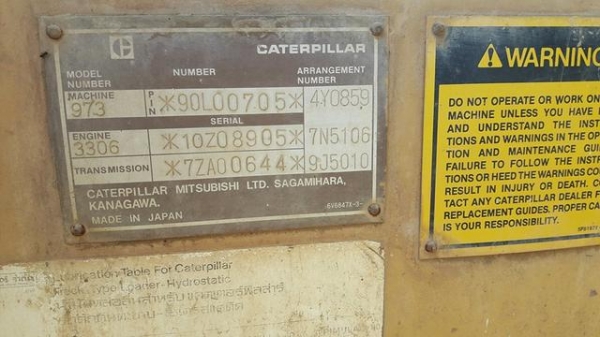 CATERPILLAR
MODEL NUMBER
NUMBER
ARRANGEMENT NUMBER
MACHINE 973
PIN *90L00705* 4Y0859
SERIAL
ENGINE 3306 *10Z08905* 7N5106
TRANSMISSION *7ZA00644* 9J5010
CATERPILLAR MITSUBISHI LTD. SAGAMIHARA,
KANAGAWA.
MADE IN JAPAN
WARNING
DO NOT OPERATE OR WORK ON
MACHINE UNLESS YOU HAVE
AND UNDERSTAND THE INST
TIONS AND WARNINGS IN THE OP
TION AND MAINTENANCE GUI
FAILURE TO FOLLOW THE INSTR
TIONS OR HEED THE WARNINGS CO
RESULT IN INJURY OR DEATH. CO
TACT ANY CATERPILLAR DEALER F
REPLACEMENT GUIDES. PROPER CA
IS YOUR RESPONSIBILITY.
Lubrication Table For Caterpillar
Track Type Loader-Hydrostatic